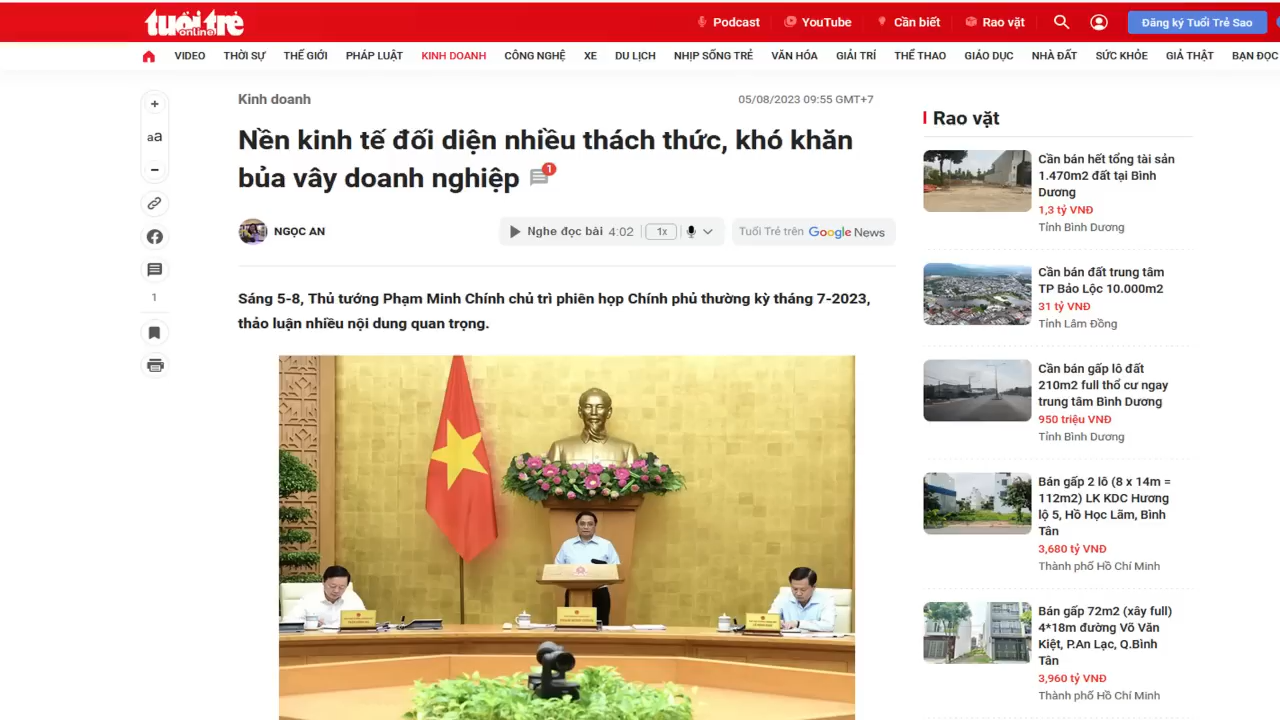 tuổi trẻ
online
Podcast
YouTube
Cần biết
Rao vặt
Đăng ký Tuổi Trẻ Sao
VIDEO
THỜI SỰ
THẾ GIỚI
PHÁP LUẬT
KINH DOANH
CÔNG NGHỆ
XE
DU LỊCH
NHỊP SỐNG TRẺ
VĂN HÓA
GIẢI TRÍ
THỂ THAO
GIÁO DỤC
NHÀ ĐẤT
SỨC KHỎE
GIẢ THẬT
BẠN ĐỌC
+
aa
−
1
Kinh doanh
05/08/2023 09:55 GMT+7
Nền kinh tế đối diện nhiều thách thức, khó khăn
bủa vây doanh nghiệp
1
NGỌC AN
Nghe đọc bài 4:02
1x
Tuổi Trẻ trên Google News
Sáng 5-8, Thủ tướng Phạm Minh Chính chủ trì phiên họp Chính phủ thường kỳ tháng 7-2023,
thảo luận nhiều nội dung quan trọng.
Rao vặt
Cần bán hết tổng tài sản
1.470m2 đất tại Bình
Dương
1,3 tỷ VNĐ
Tỉnh Bình Dương
Cần bán đất trung tâm
TP Bảo Lộc 10.000m2
31 tỷ VNĐ
Tỉnh Lâm Đồng
Cần bán gấp lô đất
210m2 full thổ cư ngay
trung tâm Bình Dương
950 triệu VNĐ
Tỉnh Bình Dương
Bán gấp 2 lô (8 x 14m =
112m2) LK KDC Hương
lộ 5, Hồ Học Lãm, Bình
Tân
3,680 tỷ VNĐ
Thành phố Hồ Chí Minh
Bán gấp 72m2 (xây full)
4*18m đường Võ Văn
Kiệt, P.An Lạc, Q.Bình
Tân
3,960 tỷ VNĐ
Thành phố Hồ Chí Minh